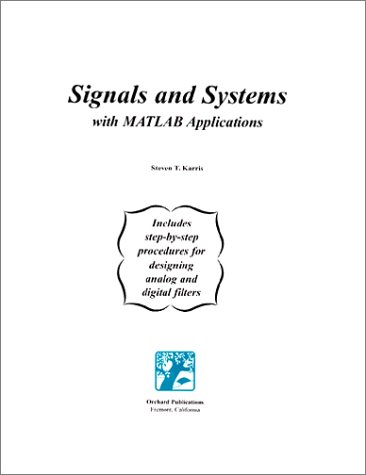 Signals and Systems
with MATLAB Applications
Steven T. Karris
Includes
step-by-step
procedures for
designing
analog and
digital filters
Orchard Publications
Fremont, California